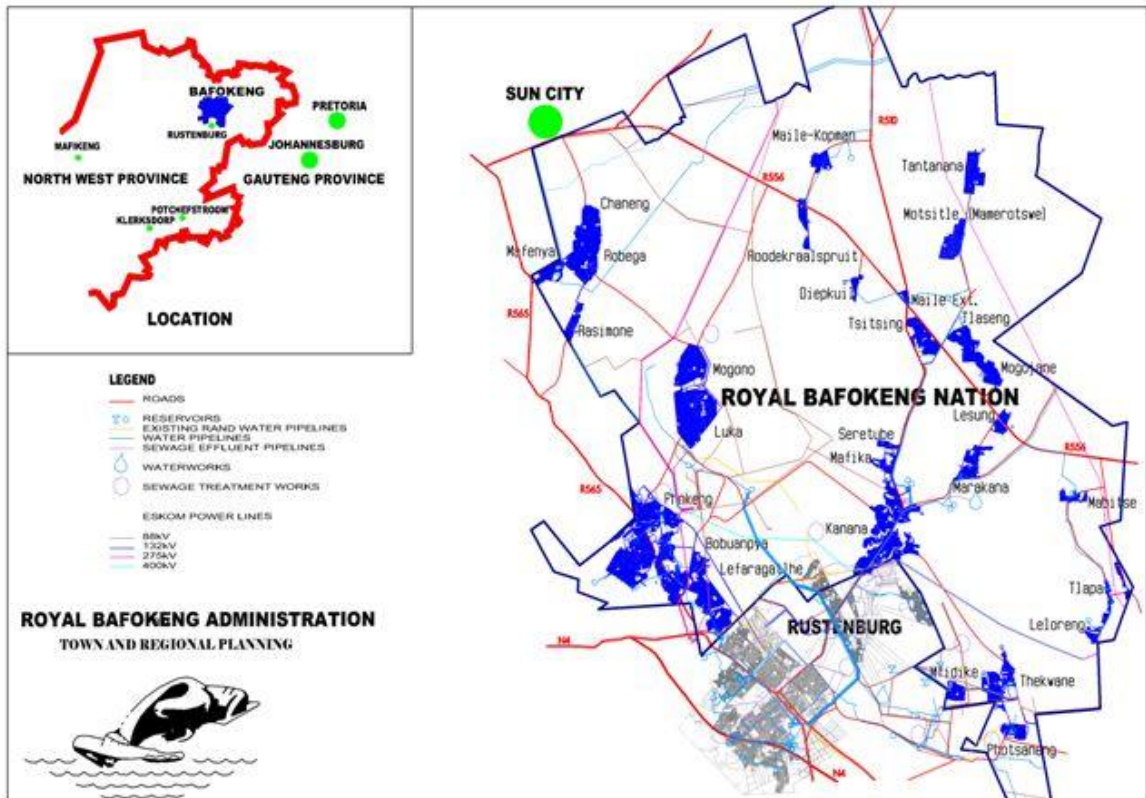 BAFOKENG
PRETORIA
RUSTENBURG
MAFIKENG
JOHANNESBURG
NORTH WEST PROVINCE
GAUTENG PROVINCE
POTCHEFSTROOM
KLERKSDORP
LOCATION
LEGEND
ROADS
RESERVOIRS
EXISTING RAND WATER PIPELINES
WATER PIPELINES
SEWAGE EFFLUENT PIPELINES
WATERWORKS
SEWAGE TREATMENT WORKS
ESKOM POWER LINES
88kV
132kV
275kV
400kV
ROYAL BAFOKENG ADMINISTRATION
TOWN AND REGIONAL PLANNING
SUN CITY
R510
Maile-Kopman
Tantanana
R556
Chaneng
Motsitle (Mamerotswe)
Mafenya
Robega
Roodekraalspruit
Diepkuil
Maile Ext.
R565
Rasimone
Tsitsing
Tlaseng
Mogono
Mogojane
ROYAL BAFOKENG NATION
Lesung
Luka
Seretube
Mafika
R556
R565
Marakana
Phokeng
Mabitse
Kanana
Bobuanpya
Lefaragatlhe
Tlapa
RUSTENBURG
Leloreng
N4
Mfidike
Thekwane
Photsaneng
N4